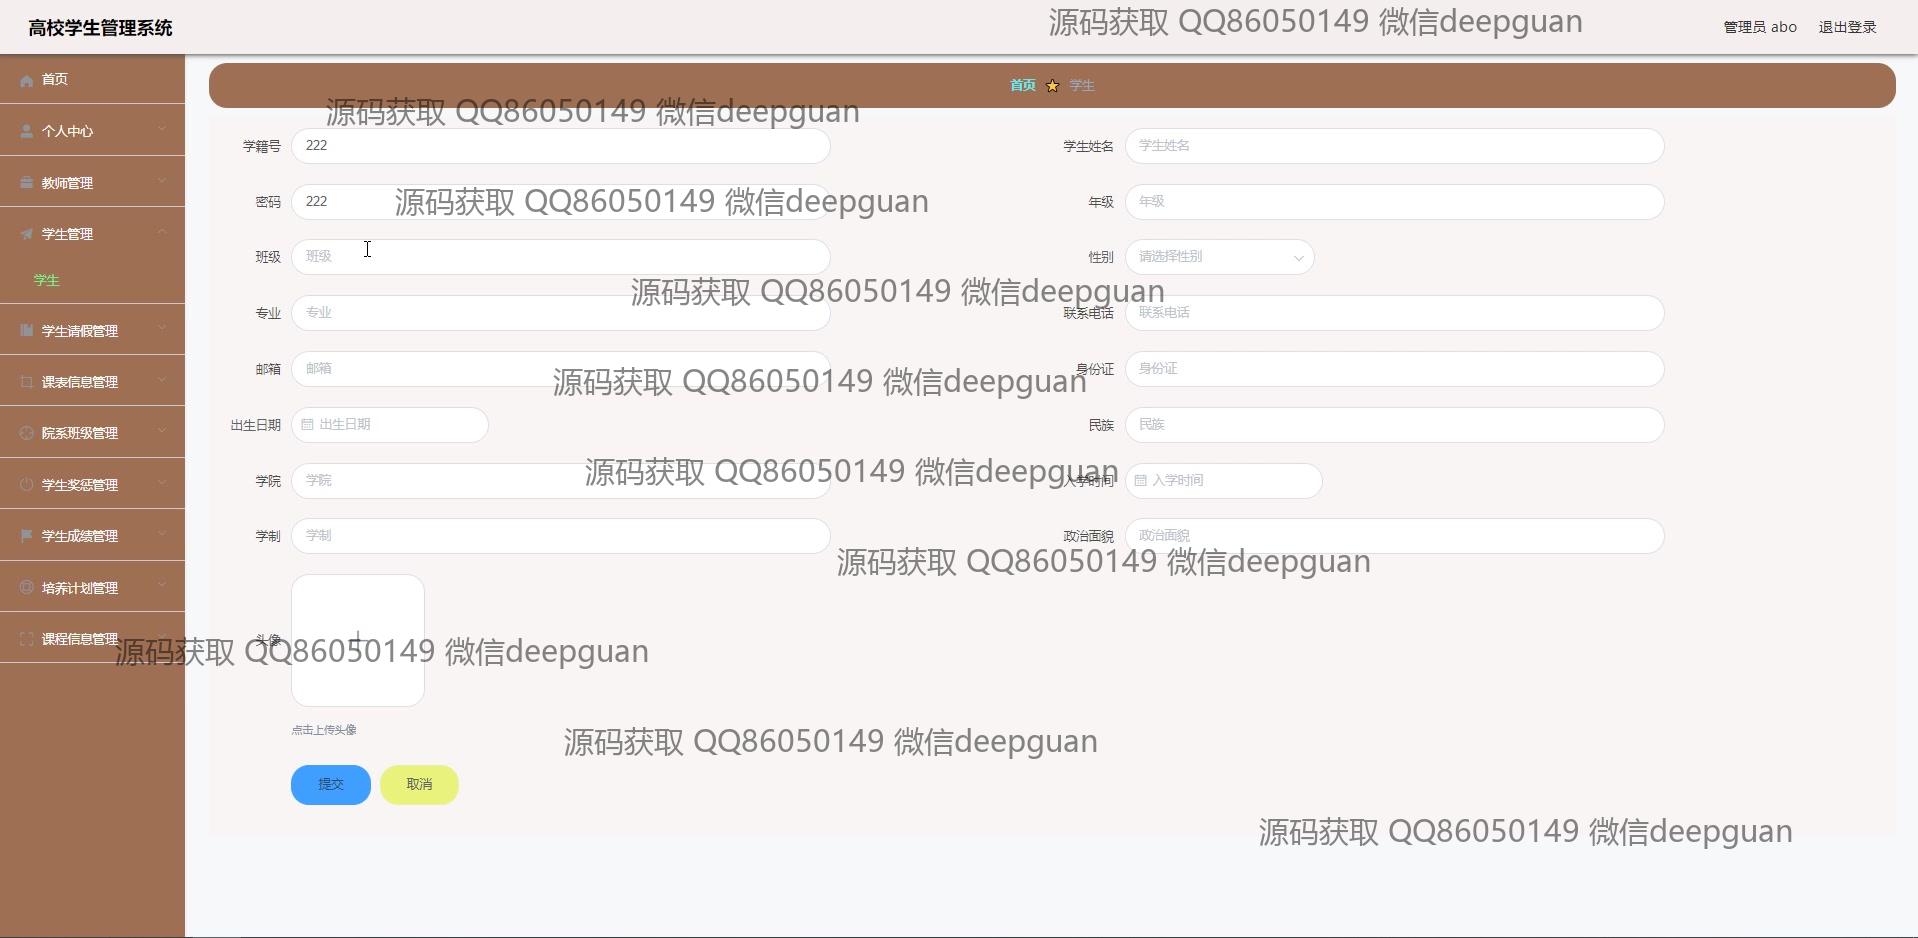 高校学生管理系统
源码获取 QQ86050149 微信deepguan
管理员 abo
退出登录
首页
个人中心
教师管理
学生管理
学生
学生请假管理
课表信息管理
院系班级管理
学生奖惩管理
学生成绩管理
培养计划管理
课程信息管理
首页 学生
源码获取 QQ86050149 微信deepguan
学籍号 222
学生姓名 学生姓名
密码 222
源码获取 QQ86050149 微信deepguan
年级 年级
班级 班级
性别 请选择性别
源码获取 QQ86050149 微信deepguan
专业 专业
联系电话 联系电话
邮箱 邮箱
源码获取 QQ86050149 微信deepguan
身份证 身份证
出生日期 出生日期
民族 民族
学院 学院
源码获取 QQ86050149 微信deepguan
入学时间 入学时间
学制 学制
政治面貌 政治面貌
源码获取 QQ86050149 微信deepguan
头像
源码获取 QQ86050149 微信deepguan
点击上传头像
源码获取 QQ86050149 微信deepguan
提交
取消
源码获取 QQ86050149 微信deepguan